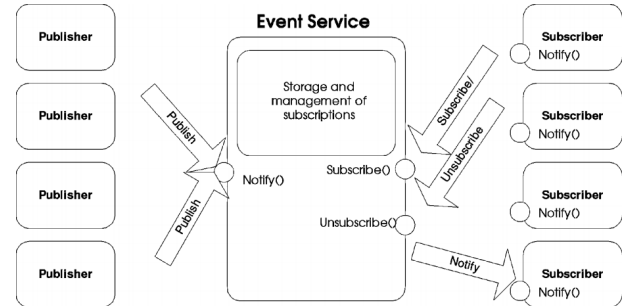 Event Service
Publisher
Publisher
Publisher
Publisher
Publish
Publish
Storage and
management of
subscriptions
Notify()
Subscribe()
Unsubscribe()
Subscribe/
Unsubscribe
Notify
Subscriber
Notify()
Subscriber
Notify()
Subscriber
Notify()
Subscriber
Notify()